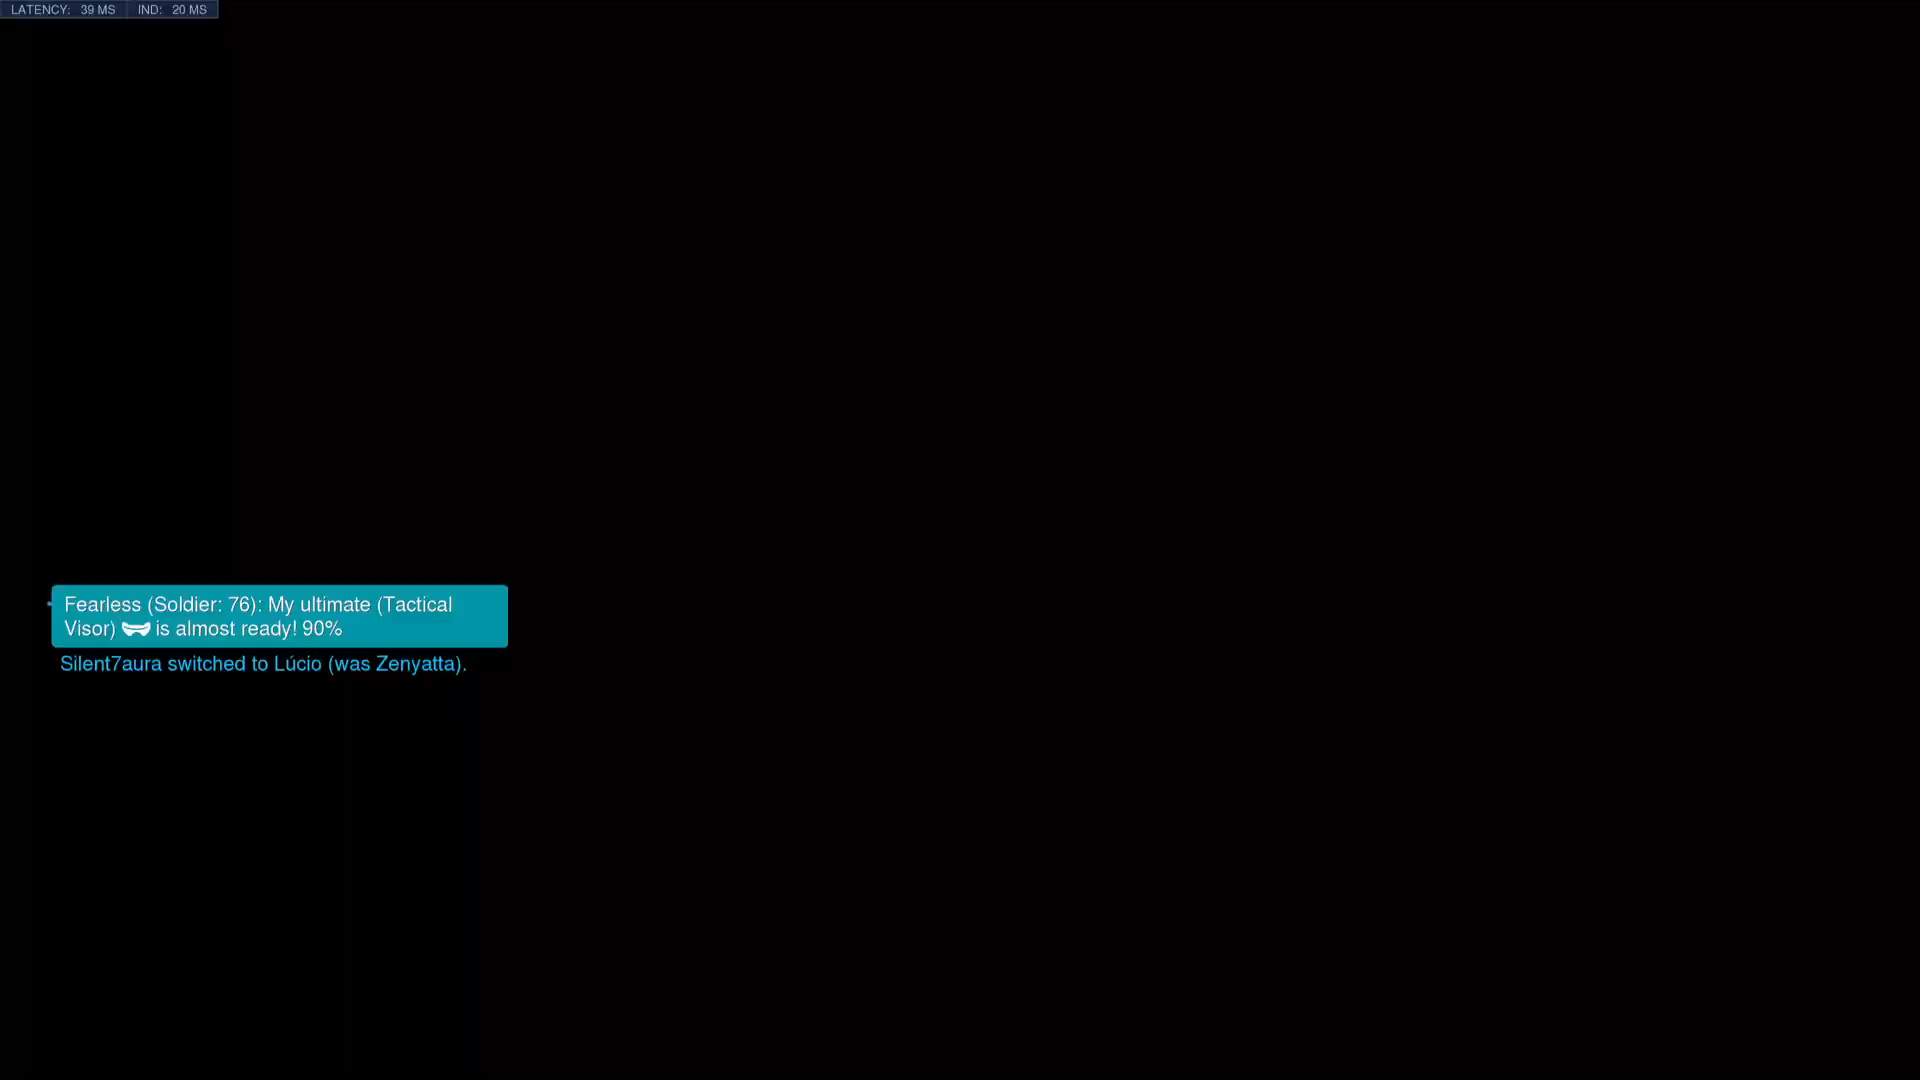 LATENCY: 39 MS IND: 20 MS
Fearless (Soldier: 76): My ultimate (Tactical
Visor) is almost ready! 90%
Silent7aura switched to Lúcio (was Zenyatta).